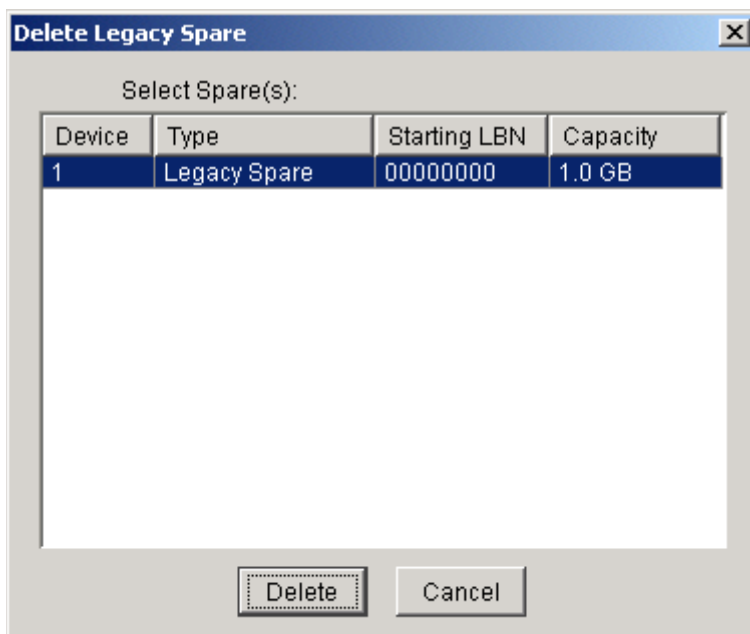 Delete Legacy Spare
Select Spare(s):
Device Type Starting LBN Capacity
1 Legacy Spare 00000000 1.0 GB
Delete Cancel